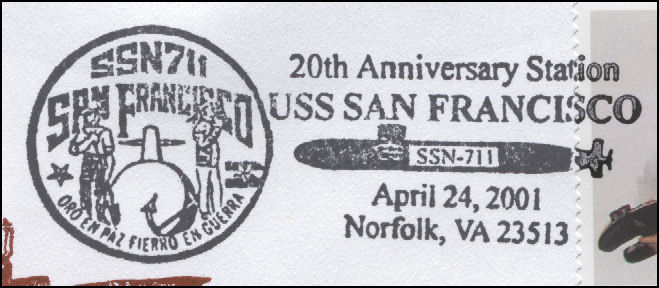 SSN711
SAN FRANCISCO
ORO EN PAZ FIERRO EN GUERRA
20th Anniversary Station
USS SAN FRANCISCO
SSN-711
April 24, 2001
Norfolk, VA 23513